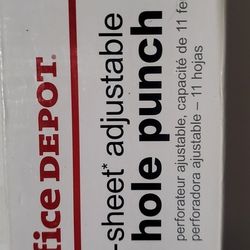 ffice DEPOT
-sheet* adjustable
hole punch
perforateur ajustable, capacité de 11 fe
perforadora ajustable – 11 hojas